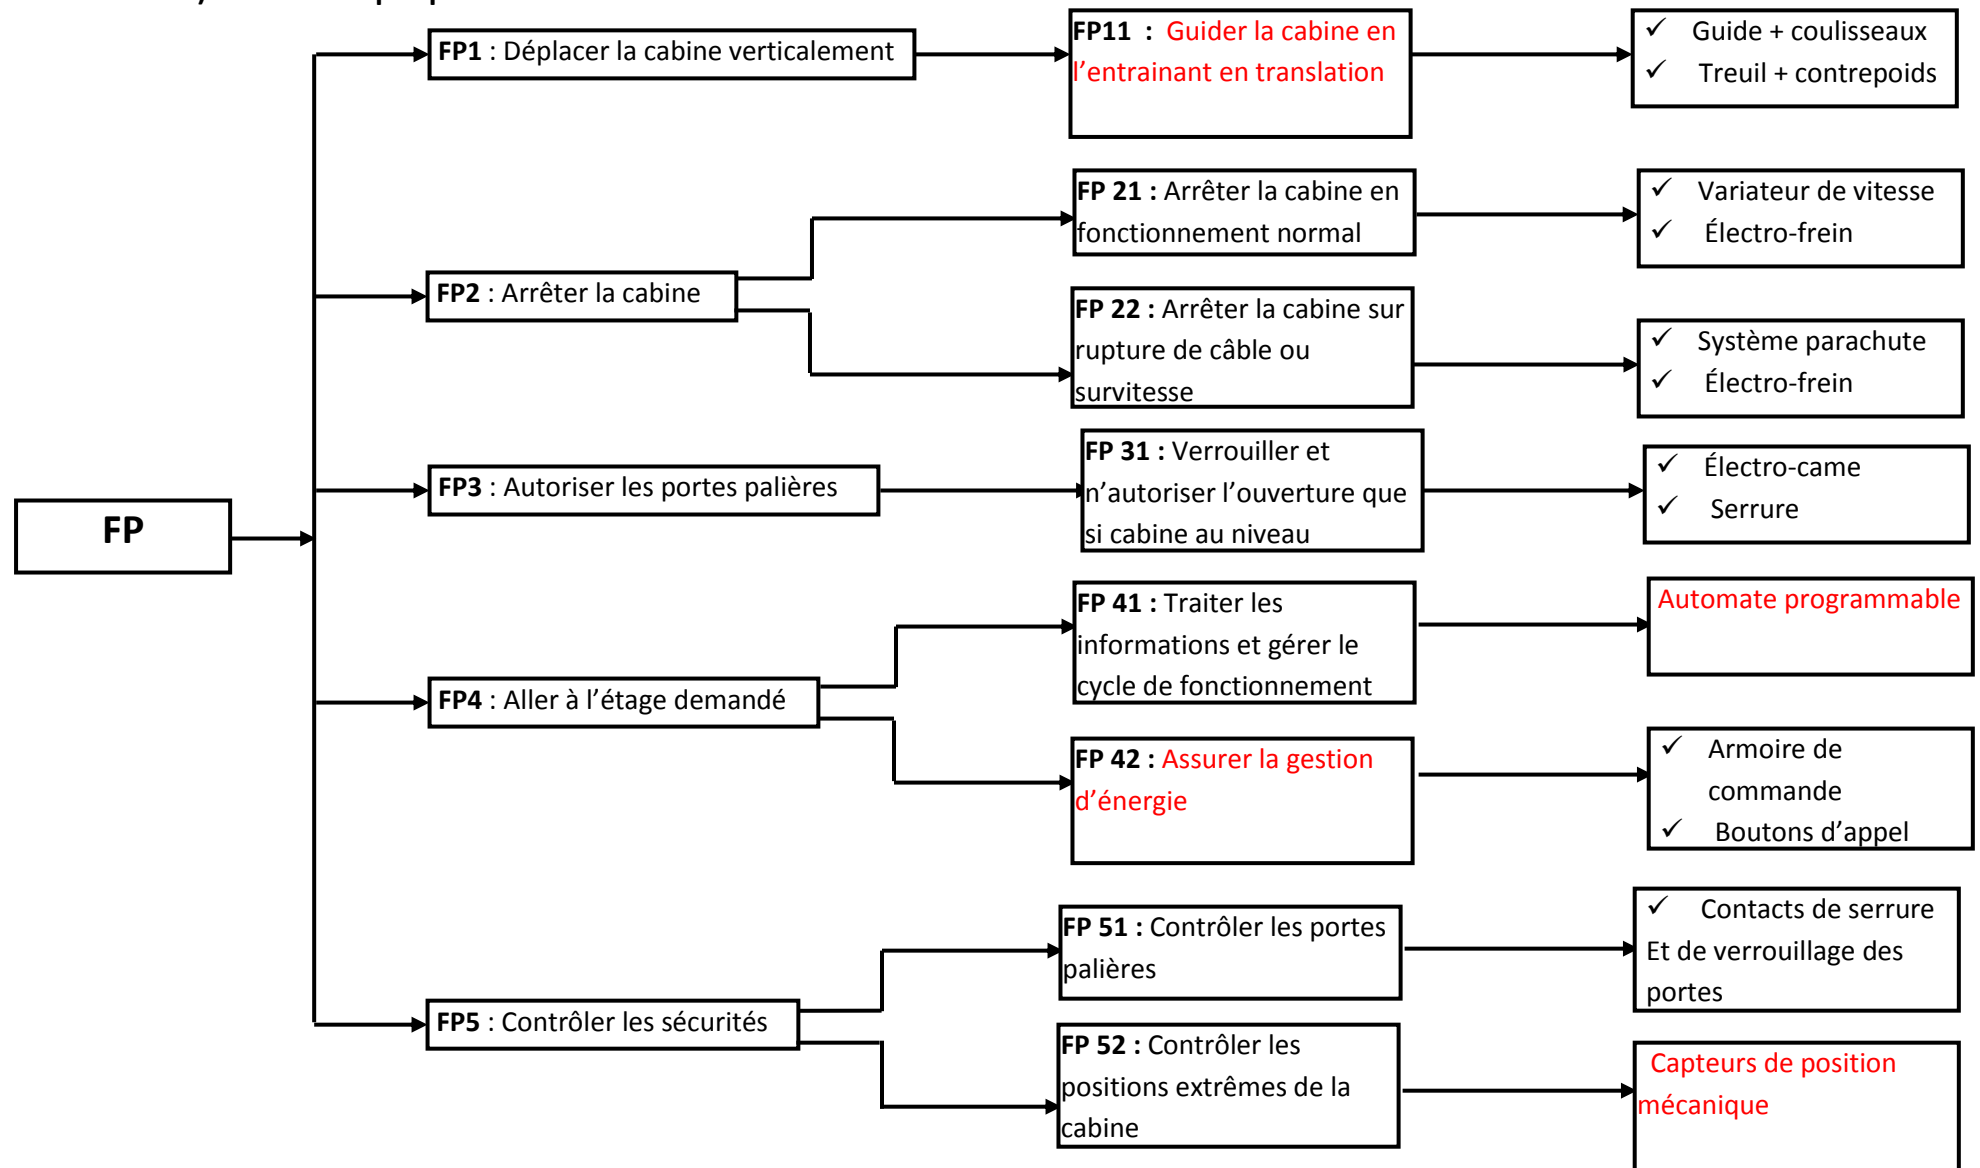 FP1 : Déplacer la cabine verticalement
FP11 : Guider la cabine en
l'entrainant en translation
✓ Guide + coulisseaux
✓ Treuil + contrepoids
FP 21 : Arrêter la cabine en
fonctionnement normal
✓ Variateur de vitesse
✓ Électro-frein
FP2 : Arrêter la cabine
FP 22 : Arrêter la cabine sur
rupture de câble ou
survitesse
✓ Système parachute
✓ Électro-frein
FP3 : Autoriser les portes palières
FP 31 : Verrouiller et
n'autoriser l'ouverture que
si cabine au niveau
✓ Électro-came
✓ Serrure
FP
FP 41 : Traiter les
informations et gérer le
cycle de fonctionnement
Automate programmable
FP4 : Aller à l'étage demandé
FP 42 : Assurer la gestion
d'énergie
✓ Armoire de
commande
✓ Boutons d'appel
FP 51 : Contrôler les portes
palières
✓ Contacts de serrure
Et de verrouillage des
portes
FP5 : Contrôler les sécurités
FP 52 : Contrôler les
positions extrêmes de la
cabine
Capteurs de position
mécanique